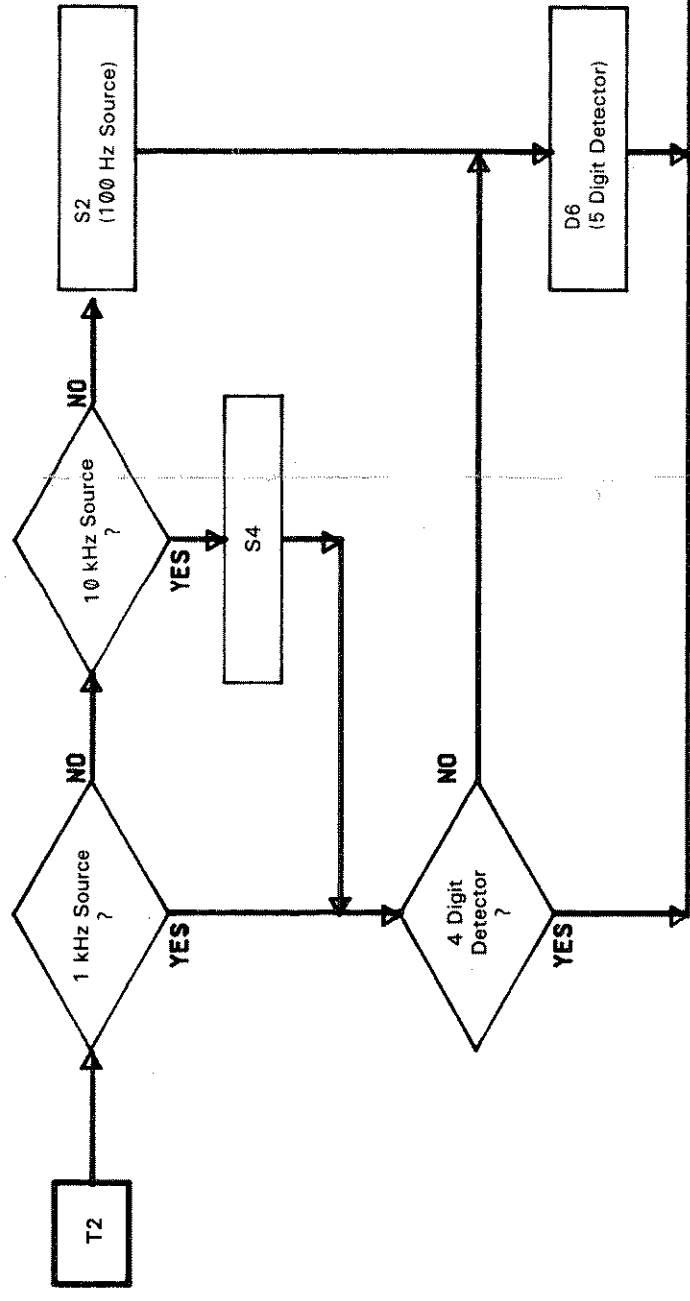 T2
1 kHz Source
?
NO
YES
10 kHz Source
?
NO
YES
S2
(100 Hz Source)
S4
4 Digit
Detector
?
NO
YES
D6
(5 Digit Detector)